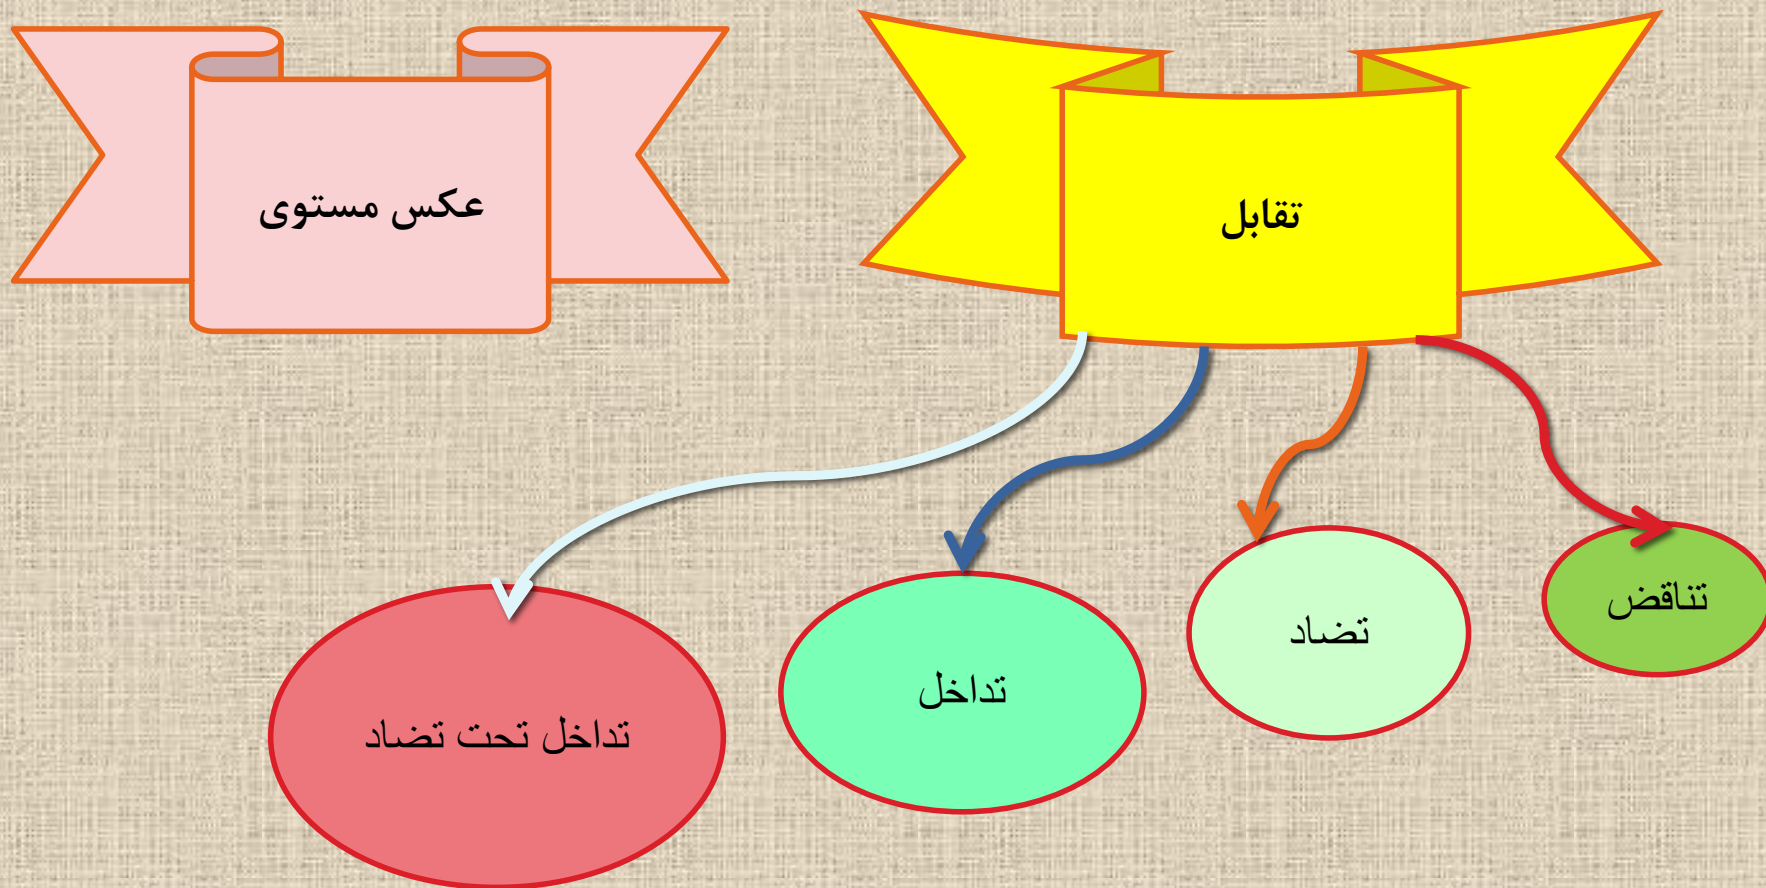 تقابل
عکس مستوی
تناقض
تضاد
تداخل
تداخل تحت تضاد